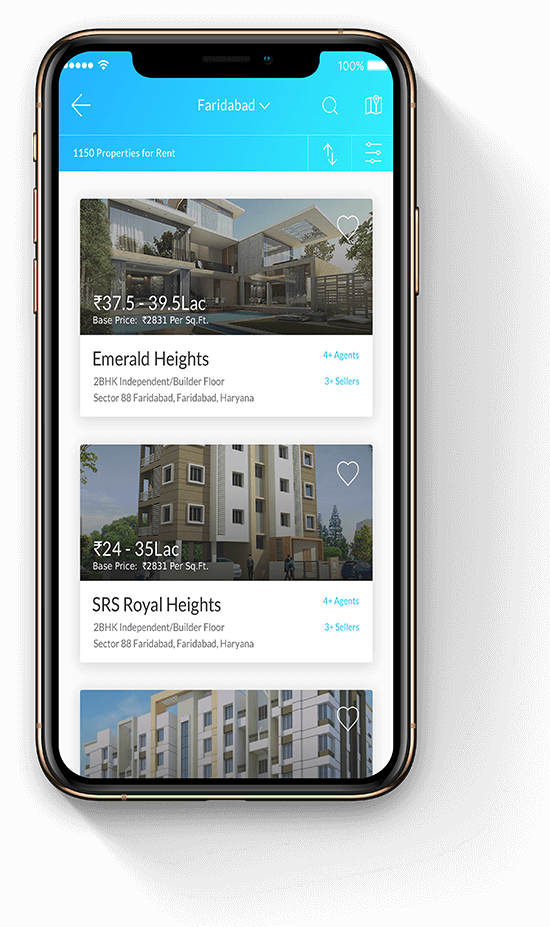 100%
Faridabad
1150 Properties for Rent
₹37.5 - 39.5Lac
Base Price: ₹2831 Per Sq.Ft.
Emerald Heights
4+ Agents
2BHK Independent/Builder Floor
3+ Sellers
Sector 88 Faridabad, Faridabad, Haryana
₹24 - 35Lac
Base Price: ₹2831 Per Sq.Ft.
SRS Royal Heights
4+ Agents
2BHK Independent/Builder Floor
3+ Sellers
Sector 88 Faridabad, Faridabad, Haryana